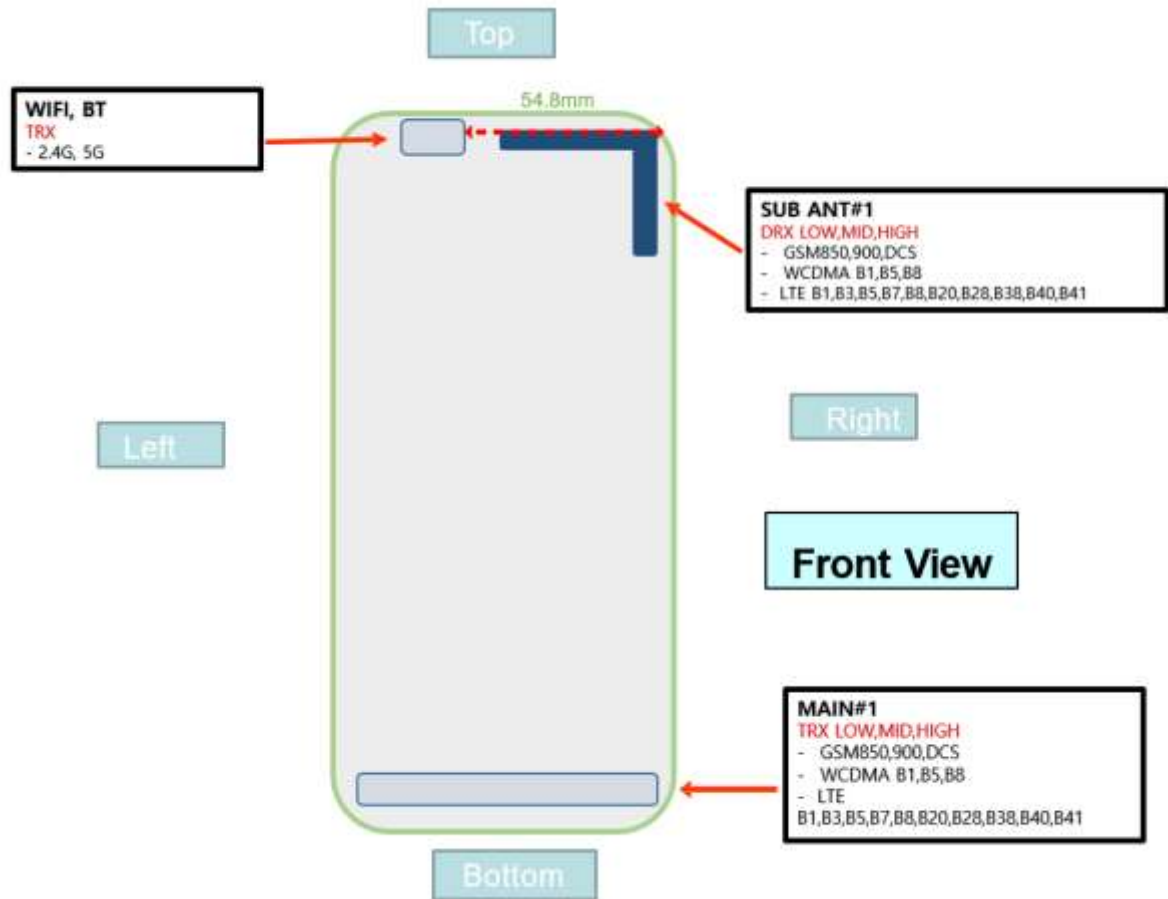 Top
54.8mm
WIFI, BT
TRX
- 2.4G, 5G
SUB ANT#1
DRX LOW,MID,HIGH
- GSM850,900,DCS
- WCDMA B1,B5,B8
- LTE B1,B3,B5,B7,B8,B20,B28,B38,B40,B41
Left
Right
Front View
MAIN#1
TRX LOW,MID,HIGH
- GSM850,900,DCS
- WCDMA B1,B5,B8
- LTE
B1,B3,B5,B7,B8,B20,B28,B38,B40,B41
Bottom